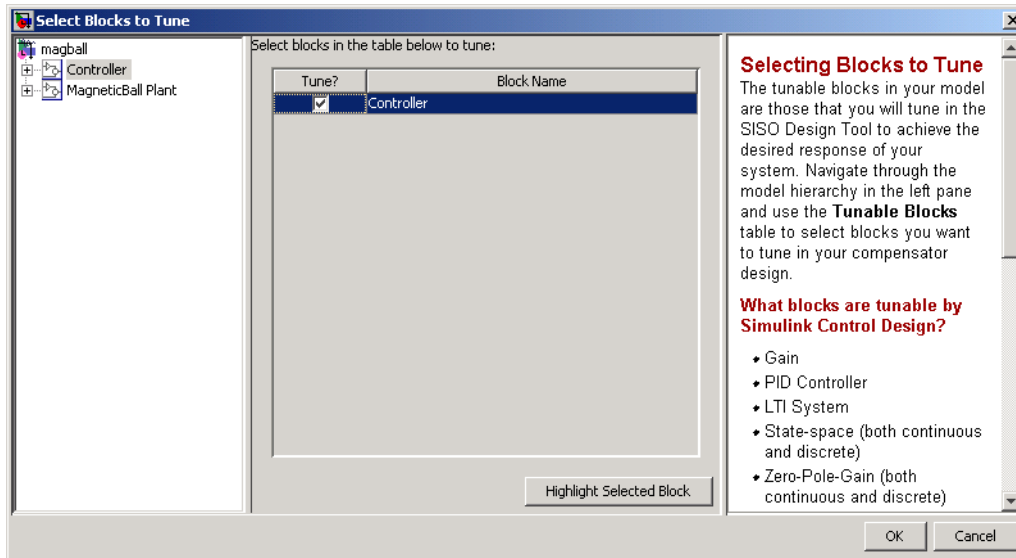 Select Blocks to Tune
magball
Controller
MagneticBall Plant
Select blocks in the table below to tune:
Tune? Block Name
Controller
Highlight Selected Block
Selecting Blocks to Tune
The tunable blocks in your model
are those that you will tune in the
SISO Design Tool to achieve the
desired response of your
system. Navigate through the
model hierarchy in the left pane
and use the Tunable Blocks
table to select blocks you want
to tune in your compensator
design.
What blocks are tunable by
Simulink Control Design?
Gain
PID Controller
LTI System
State-space (both continuous
and discrete)
Zero-Pole-Gain (both
continuous and discrete)
OK Cancel